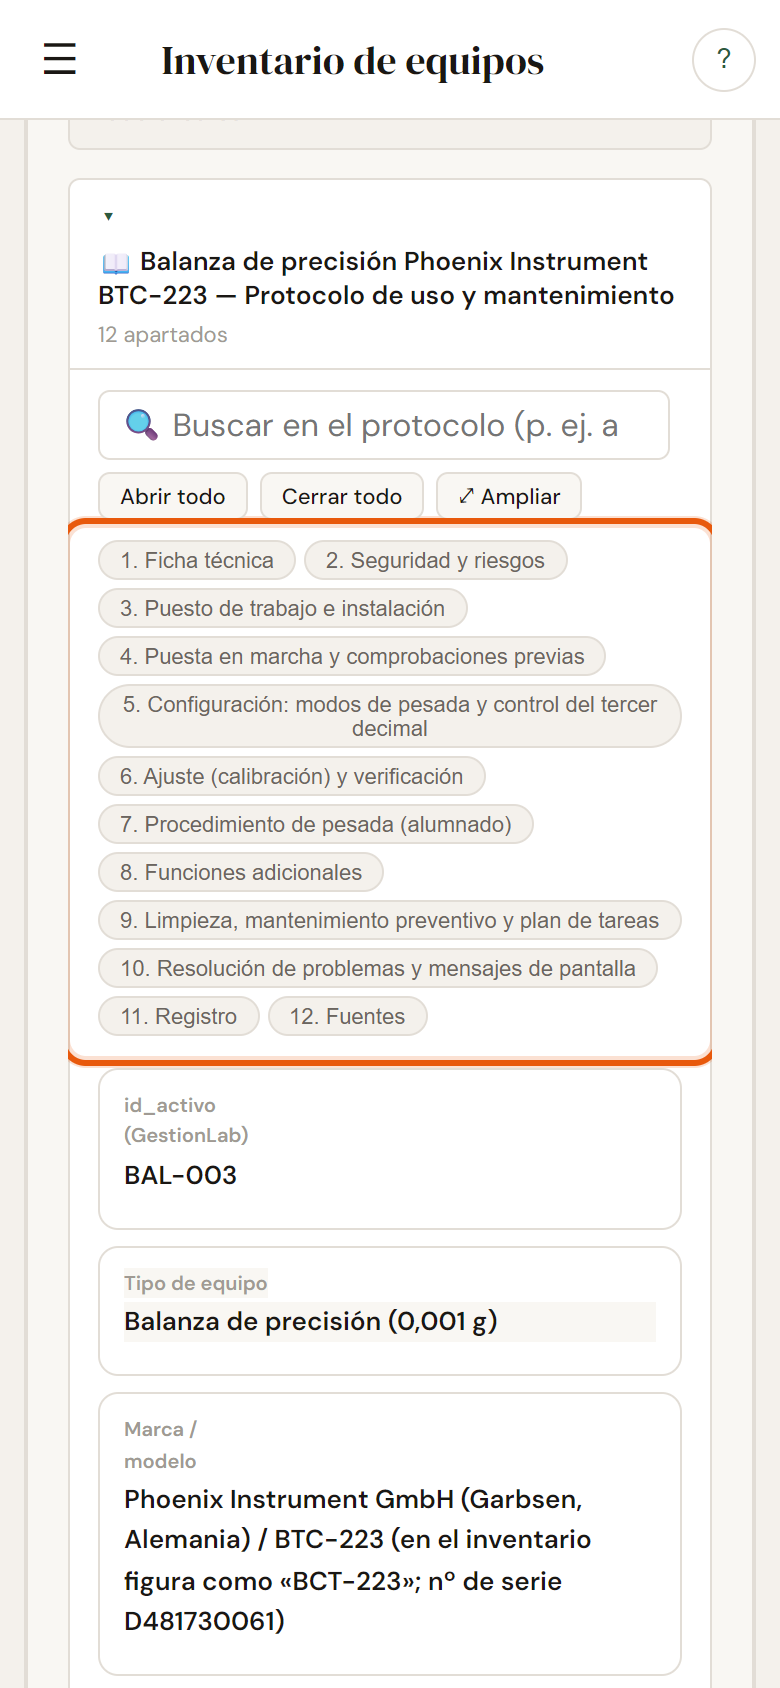 ☰ Inventario de equipos ?
▼
📖 Balanza de precisión Phoenix Instrument
BTC-223 — Protocolo de uso y mantenimiento
12 apartados
🔍 Buscar en el protocolo (p. ej. a
Abrir todo Cerrar todo ⤢ Ampliar
1. Ficha técnica 2. Seguridad y riesgos
3. Puesto de trabajo e instalación
4. Puesta en marcha y comprobaciones previas
5. Configuración: modos de pesada y control del tercer
decimal
6. Ajuste (calibración) y verificación
7. Procedimiento de pesada (alumnado)
8. Funciones adicionales
9. Limpieza, mantenimiento preventivo y plan de tareas
10. Resolución de problemas y mensajes de pantalla
11. Registro 12. Fuentes
id_activo
(GestionLab)
BAL-003
Tipo de equipo
Balanza de precisión (0,001 g)
Marca /
modelo
Phoenix Instrument GmbH (Garbsen,
Alemania) / BTC-223 (en el inventario
figura como «BCT-223»; nº de serie
D481730061)